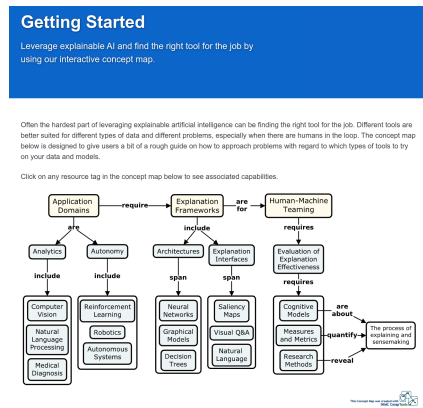 Getting Started
Leverage explainable AI and find the right tool for the job by
using our interactive concept map.
Often the hardest part of leveraging explainable artificial intelligence can be finding the right tool for the job. Different tools are
better suited for different types of data and different problems, especially when there are humans in the loop. The concept map
below is designed to give users a bit of a rough guide on how to approach problems with regard to which types of tools to try
on your data and models.
Click on any resource tag in the concept map below to see associated capabilities.
Application
Domains
require
Explanation
Frameworks
are
for
Human-Machine
Teaming
are
include
requires
Analytics
Autonomy
Architectures
Explanation
Interfaces
Evaluation of
Explanation
Effectiveness
include
include
span
span
requires
Computer
Vision
Natural
Language
Processing
Medical
Diagnosis
Reinforcement
Learning
Robotics
Autonomous
Systems
Neural
Networks
Graphical
Models
Decision
Trees
Saliency
Maps
Visual Q&A
Natural
Language
Cognitive
Models
Measures
and Metrics
Research
Methods
are
about
quantify
reveal
The process of
explaining and
sensemaking
This Concept Map was created with
IHMC CmapTools